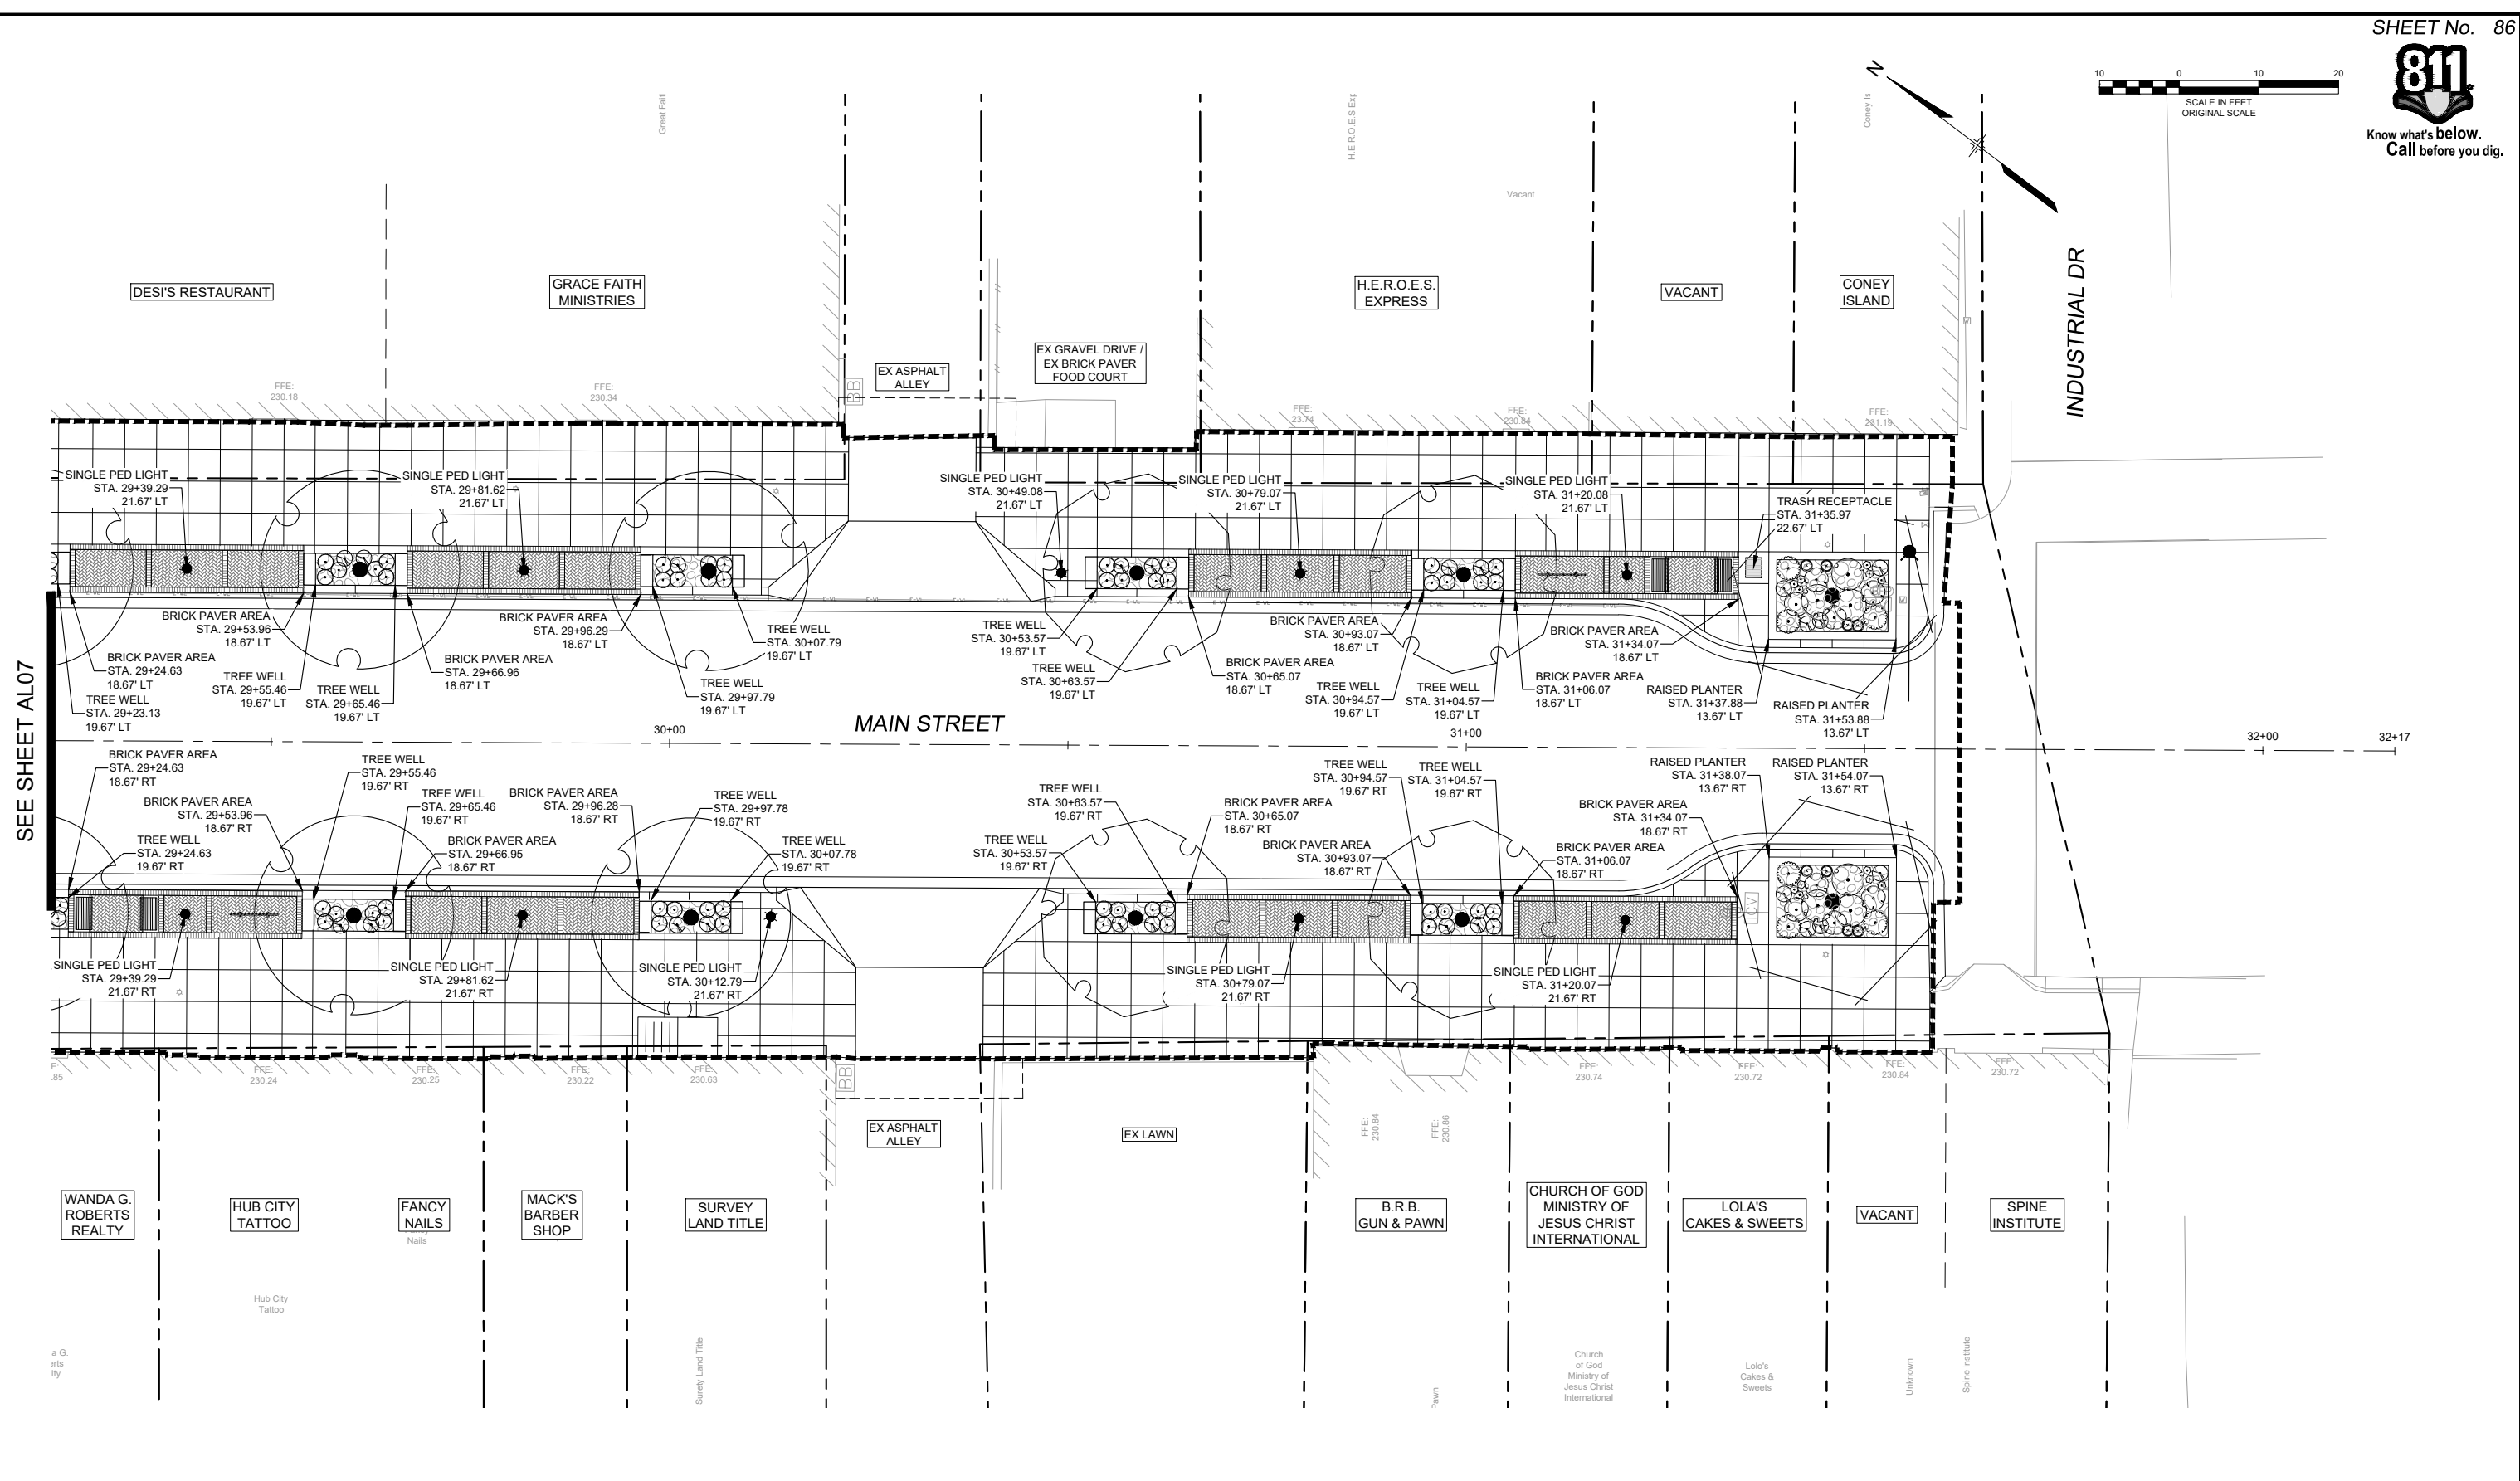 SHEET No. 86
811
Know what's below.
Call before you dig.
10 0 10 20
SCALE IN FEET
ORIGINAL SCALE
N
INDUSTRIAL DR
Great Fait
H.E.R.O.E.S Exp
Vacant
Coney Is
DESI'S RESTAURANT
GRACE FAITH
MINISTRIES
H.E.R.O.E.S.
EXPRESS
VACANT
CONEY
ISLAND
EX ASPHALT
ALLEY
EX GRAVEL DRIVE /
EX BRICK PAVER
FOOD COURT
BB
FFE:
230.18
FFE:
230.34
FFE:
23.74
FFE:
230.84
FFE:
231.19
SINGLE PED LIGHT
STA. 29+39.29
21.67' LT
SINGLE PED LIGHT
STA. 29+81.62
21.67' LT
SINGLE PED LIGHT
STA. 30+49.08
21.67' LT
SINGLE PED LIGHT
STA. 30+79.07
21.67' LT
SINGLE PED LIGHT
STA. 31+20.08
21.67' LT
TRASH RECEPTACLE
STA. 31+35.97
22.67' LT
BRICK PAVER AREA
STA. 29+53.96
18.67' LT
BRICK PAVER AREA
STA. 29+96.29
18.67' LT
TREE WELL
STA. 30+07.79
19.67' LT
TREE WELL
STA. 30+53.57
19.67' LT
BRICK PAVER AREA
STA. 30+93.07
18.67' LT
BRICK PAVER AREA
STA. 31+34.07
18.67' LT
BRICK PAVER AREA
STA. 29+24.63
18.67' LT
TREE WELL
STA. 29+23.13
19.67' LT
TREE WELL
STA. 29+55.46
19.67' LT
TREE WELL
STA. 29+65.46
19.67' LT
BRICK PAVER AREA
STA. 29+66.96
18.67' LT
TREE WELL
STA. 29+97.79
19.67' LT
TREE WELL
STA. 30+63.57
19.67' LT
BRICK PAVER AREA
STA. 30+65.07
18.67' LT
TREE WELL
STA. 30+94.57
19.67' LT
TREE WELL
STA. 31+04.57
19.67' LT
BRICK PAVER AREA
STA. 31+06.07
18.67' LT
RAISED PLANTER
STA. 31+37.88
13.67' LT
RAISED PLANTER
STA. 31+53.88
13.67' LT
SEE SHEET AL07
MAIN STREET
30+00
31+00
32+00
32+17
BRICK PAVER AREA
STA. 29+24.63
18.67' RT
TREE WELL
STA. 29+55.46
19.67' RT
BRICK PAVER AREA
STA. 29+53.96
18.67' RT
TREE WELL
STA. 29+65.46
19.67' RT
BRICK PAVER AREA
STA. 29+96.28
18.67' RT
TREE WELL
STA. 29+97.78
19.67' RT
TREE WELL
STA. 30+63.57
19.67' RT
BRICK PAVER AREA
STA. 30+65.07
18.67' RT
TREE WELL
STA. 30+94.57
19.67' RT
TREE WELL
STA. 31+04.57
19.67' RT
RAISED PLANTER
STA. 31+38.07
13.67' RT
RAISED PLANTER
STA. 31+54.07
13.67' RT
BRICK PAVER AREA
STA. 31+34.07
18.67' RT
TREE WELL
STA. 29+24.63
19.67' RT
BRICK PAVER AREA
STA. 29+66.95
18.67' RT
TREE WELL
STA. 30+07.78
19.67' RT
TREE WELL
STA. 30+53.57
19.67' RT
BRICK PAVER AREA
STA. 30+93.07
18.67' RT
BRICK PAVER AREA
STA. 31+06.07
18.67' RT
ICV
SINGLE PED LIGHT
STA. 29+39.29
21.67' RT
SINGLE PED LIGHT
STA. 29+81.62
21.67' RT
SINGLE PED LIGHT
STA. 30+12.79
21.67' RT
SINGLE PED LIGHT
STA. 30+79.07
21.67' RT
SINGLE PED LIGHT
STA. 31+20.07
21.67' RT
E:
.85
FFE:
230.24
FFE:
230.25
FFE:
230.22
FFE:
230.63
BB
FFE:
230.84
FFE:
230.86
FFE:
230.74
FFE:
230.72
FFE:
230.84
FFE:
230.72
EX ASPHALT
ALLEY
EX LAWN
WANDA G.
ROBERTS
REALTY
HUB CITY
TATTOO
FANCY
NAILS
Nails
MACK'S
BARBER
SHOP
SURVEY
LAND TITLE
B.R.B.
GUN & PAWN
CHURCH OF GOD
MINISTRY OF
JESUS CHRIST
INTERNATIONAL
LOLA'S
CAKES & SWEETS
VACANT
SPINE
INSTITUTE
Hub City
Tattoo
a G.
rts
lty
Surety Land Title
Pawn
Church
of God
Ministry of
Jesus Christ
International
Lolo's
Cakes &
Sweets
Unknown
Spine Institute